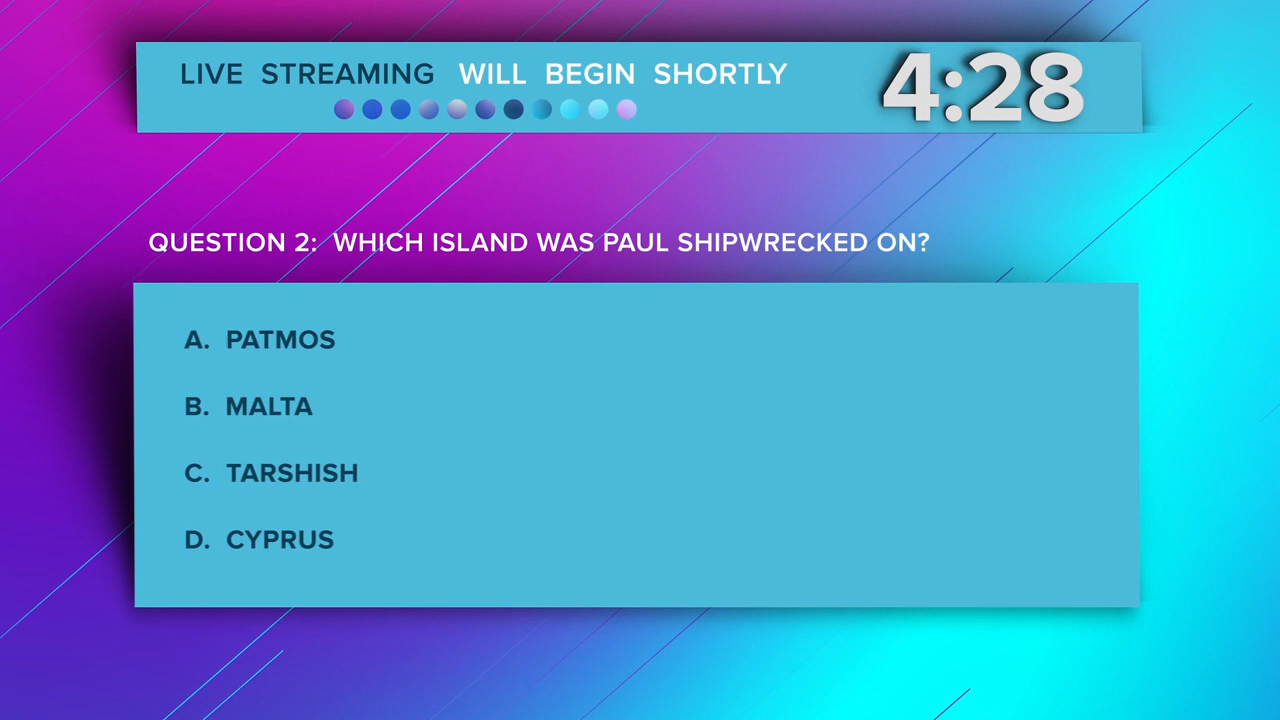 LIVE STREAMING WILL BEGIN SHORTLY
4:28
QUESTION 2: WHICH ISLAND WAS PAUL SHIPWRECKED ON?
A. PATMOS
B. MALTA
C. TARSHISH
D. CYPRUS